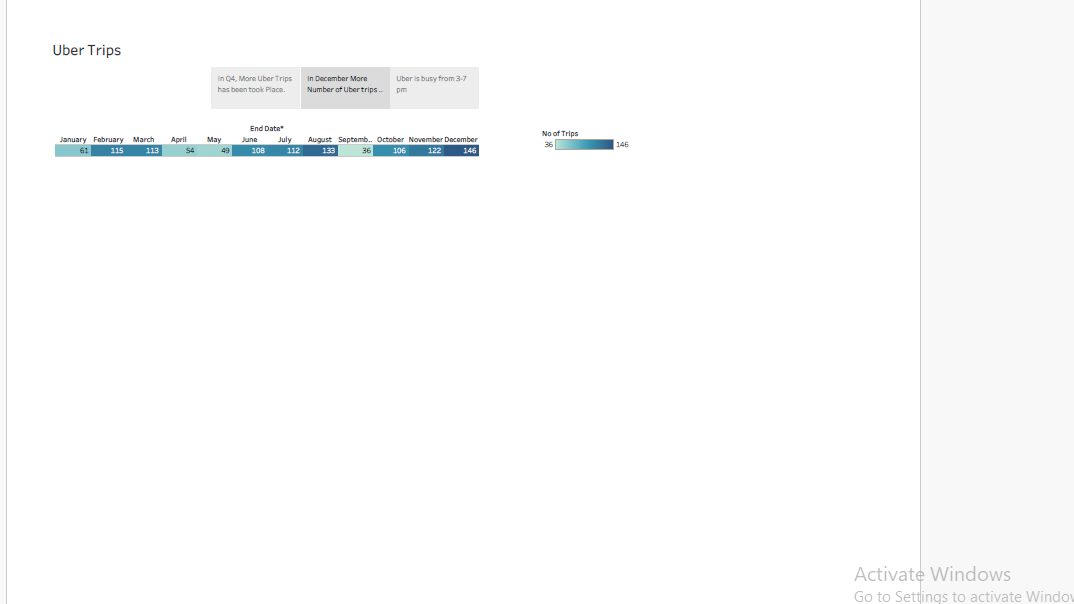 Uber Trips
In Q4, More Uber Trips
has been took Place.
In December More
Number of Uber trips ..
Uber is busy from 3-7
pm
End Date*
January February March April May June July August Septemb.. October November December
61 115 113 54 49 108 112 133 36 106 122 146
No of Trips
36 146
Activate Windows
Go to Settings to activate Window